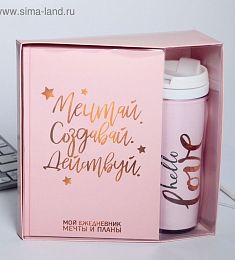 © www.sima-land.ru
Мечтай.
Создавай.
Действуй.
МОЙ ЕЖЕДНЕВНИК
МЕЧТЫ И ПЛАНЫ
hello
love